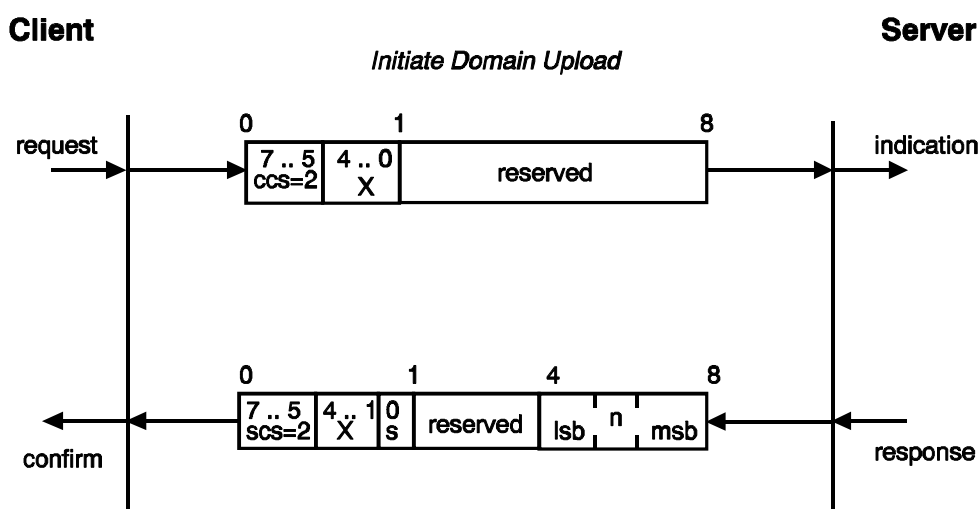 Client Server
Initiate Domain Upload
0 1 8
request indication
7 .. 5 4 .. 0
ccs=2 X reserved
0 1 4 8
7 .. 5 4 .. 1 0
scs=2 X s reserved lsb n msb
confirm response